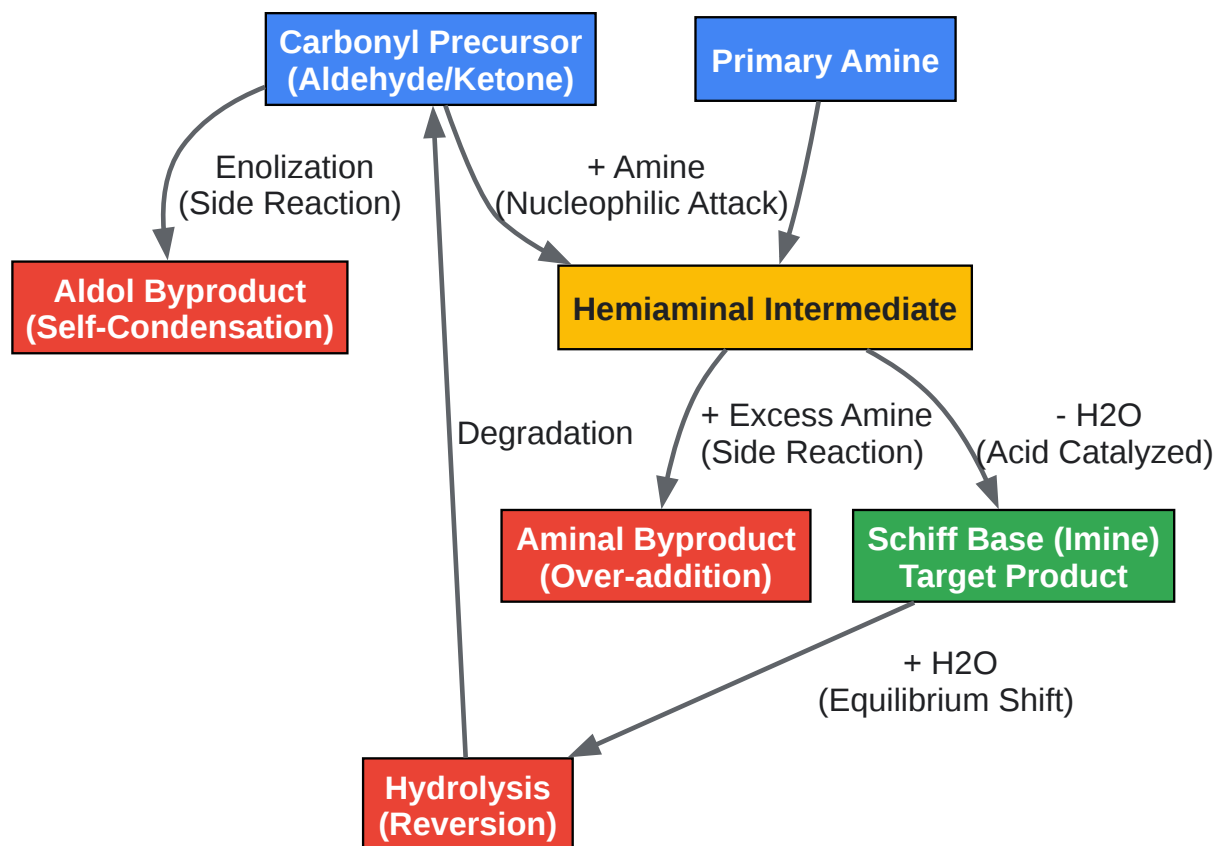 Carbonyl Precursor
(Aldehyde/Ketone)
Primary Amine
Enolization
(Side Reaction)
+ Amine
(Nucleophilic Attack)
Aldol Byproduct
(Self-Condensation)
Hemiaminal Intermediate
Degradation
+ Excess Amine
(Side Reaction)
- H2O
(Acid Catalyzed)
Aminal Byproduct
(Over-addition)
Schiff Base (Imine)
Target Product
+ H2O
(Equilibrium Shift)
Hydrolysis
(Reversion)